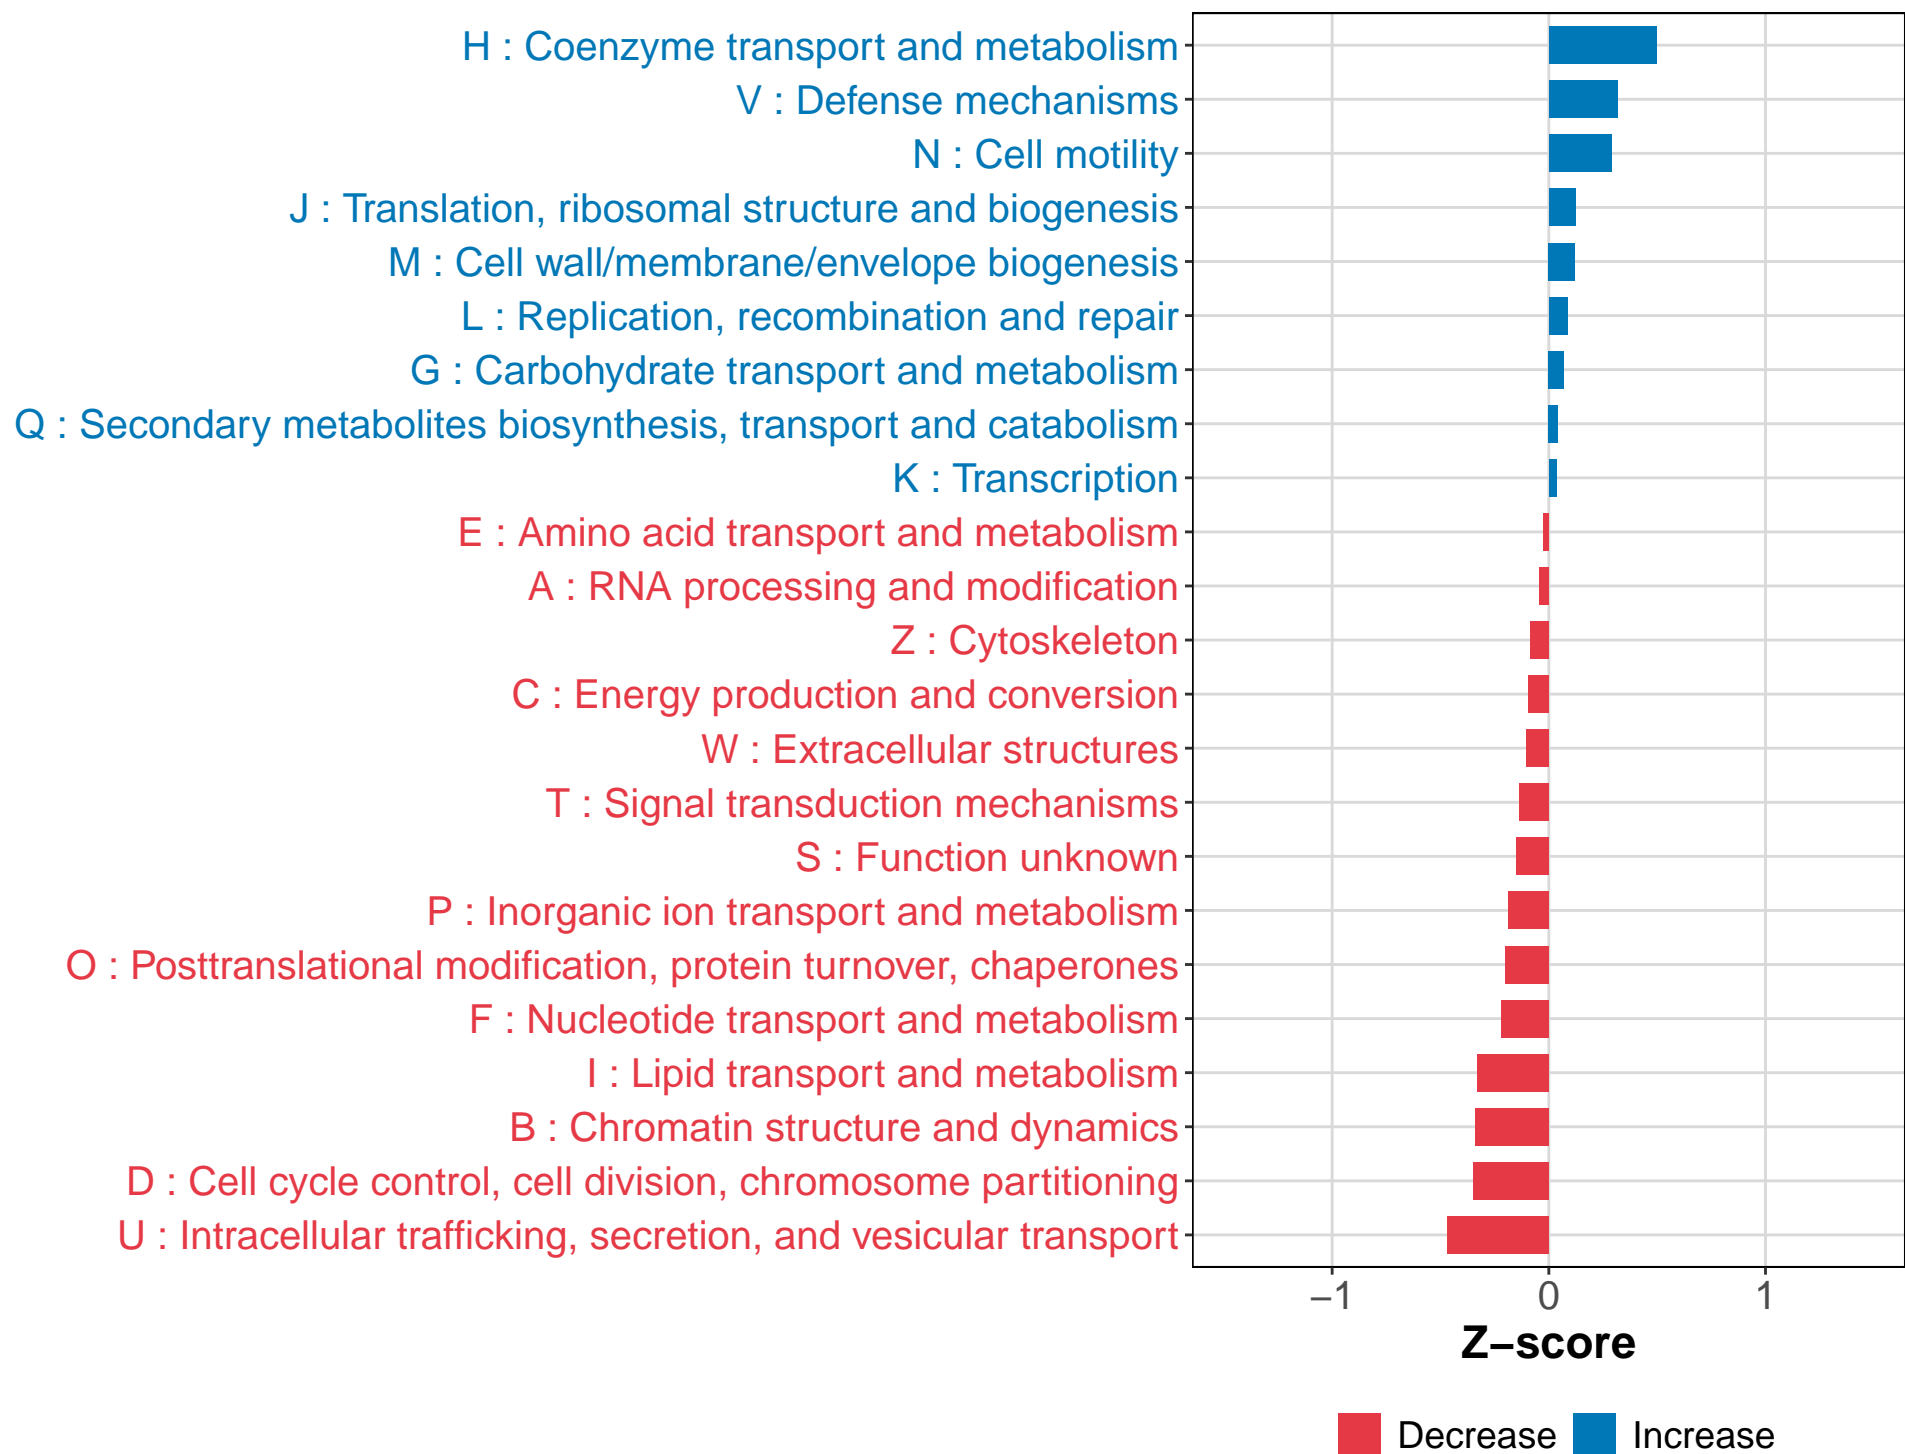 H : Coenzyme transport and metabolism
V : Defense mechanisms
N : Cell motility
J : Translation, ribosomal structure and biogenesis
M : Cell wall/membrane/envelope biogenesis
L : Replication, recombination and repair
G : Carbohydrate transport and metabolism
Q : Secondary metabolites biosynthesis, transport and catabolism
K : Transcription
E : Amino acid transport and metabolism
A : RNA processing and modification
Z : Cytoskeleton
C : Energy production and conversion
W : Extracellular structures
T : Signal transduction mechanisms
S : Function unknown
P : Inorganic ion transport and metabolism
O : Posttranslational modification, protein turnover, chaperones
F : Nucleotide transport and metabolism
I : Lipid transport and metabolism
B : Chromatin structure and dynamics
D : Cell cycle control, cell division, chromosome partitioning
U : Intracellular trafficking, secretion, and vesicular transport
−1 0 1
Z−score
Decrease Increase